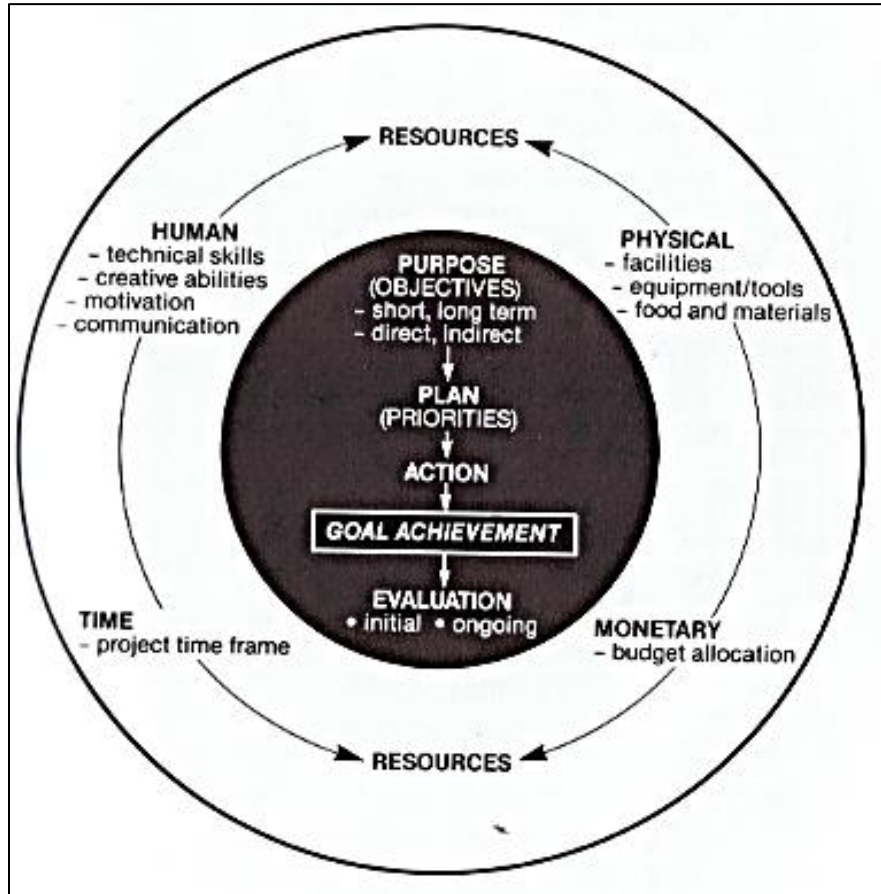 RESOURCES
HUMAN
- technical skills
- creative abilities
- motivation
- communication
PHYSICAL
- facilities
- equipment/tools
- food and materials
PURPOSE
(OBJECTIVES)
- short, long term
- direct, Indirect
PLAN
(PRIORITIES)
ACTION
GOAL ACHIEVEMENT
EVALUATION
• initial • ongoing
TIME
- project time frame
MONETARY
- budget allocation
RESOURCES